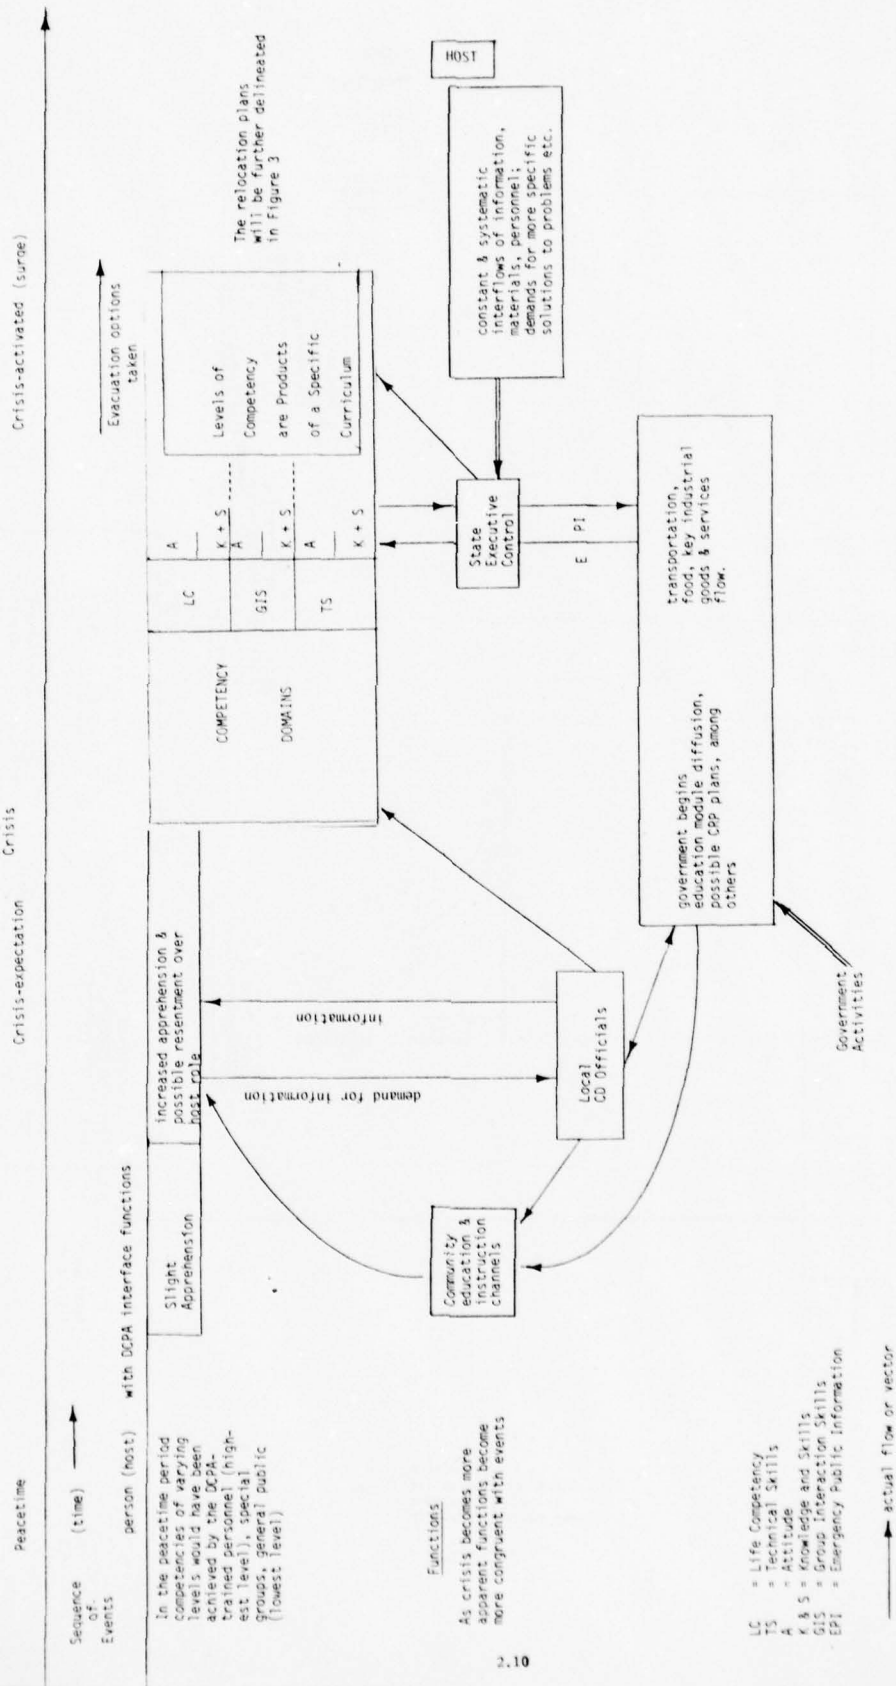 Peacetime
Crisis-expectation
Crisis
Crisis-activated (surge)
Sequence
of
Events
(time)
Evacuation options
taken
person (host)
with DCPA interface functions
In the peacetime period
competencies of varying
levels would have been
achieved by the DCPA-
trained personnel (high-
est level), special
groups, general public
(lowest level)
Slight
Apprehension
increased apprehension &
possible resentment over
host role
COMPETENCY
DOMAINS
LC
GIS
TS
A
K + S
A
K + S
A
K + S
Levels of
Competency
are Products
of a Specific
Curriculum
The relocation plans
will be further delineated
in Figure 3
demand for information
information
Functions
As crisis becomes more
apparent functions become
more congruent with events
Community
education &
instruction
channels
Local
CD Officials
State
Executive
Control
E
PI
HOST
constant & systematic
interflows of information,
materials, personnel;
demands for more specific
solutions to problems etc.
government begins
education module diffusion,
possible CRP plans, among
others
transportation,
food, key industrial
goods & services
flow.
Government
Activities
LC = Life Competency
TS = Technical Skills
A = Attitude
K & S = Knowledge and Skills
GIS = Group Interaction Skills
EPI = Emergency Public Information
actual flow or vector
2.10